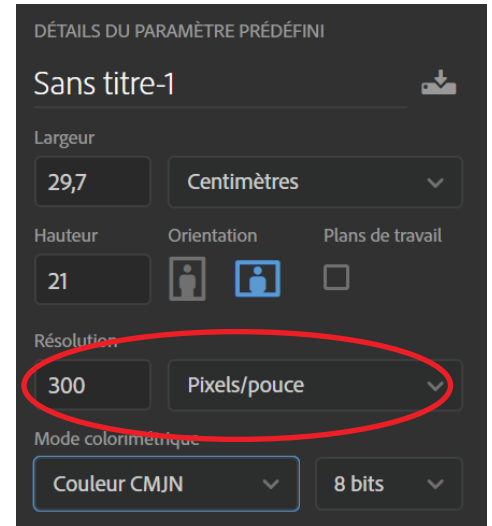 DÉTAILS DU PARAMÈTRE PRÉDÉFINI
Sans titre-1
Largeur
29,7 Centimètres
Hauteur Orientation Plans de travail
21
Résolution
300 Pixels/pouce
Mode colorimétrique
Couleur CMJN 8 bits